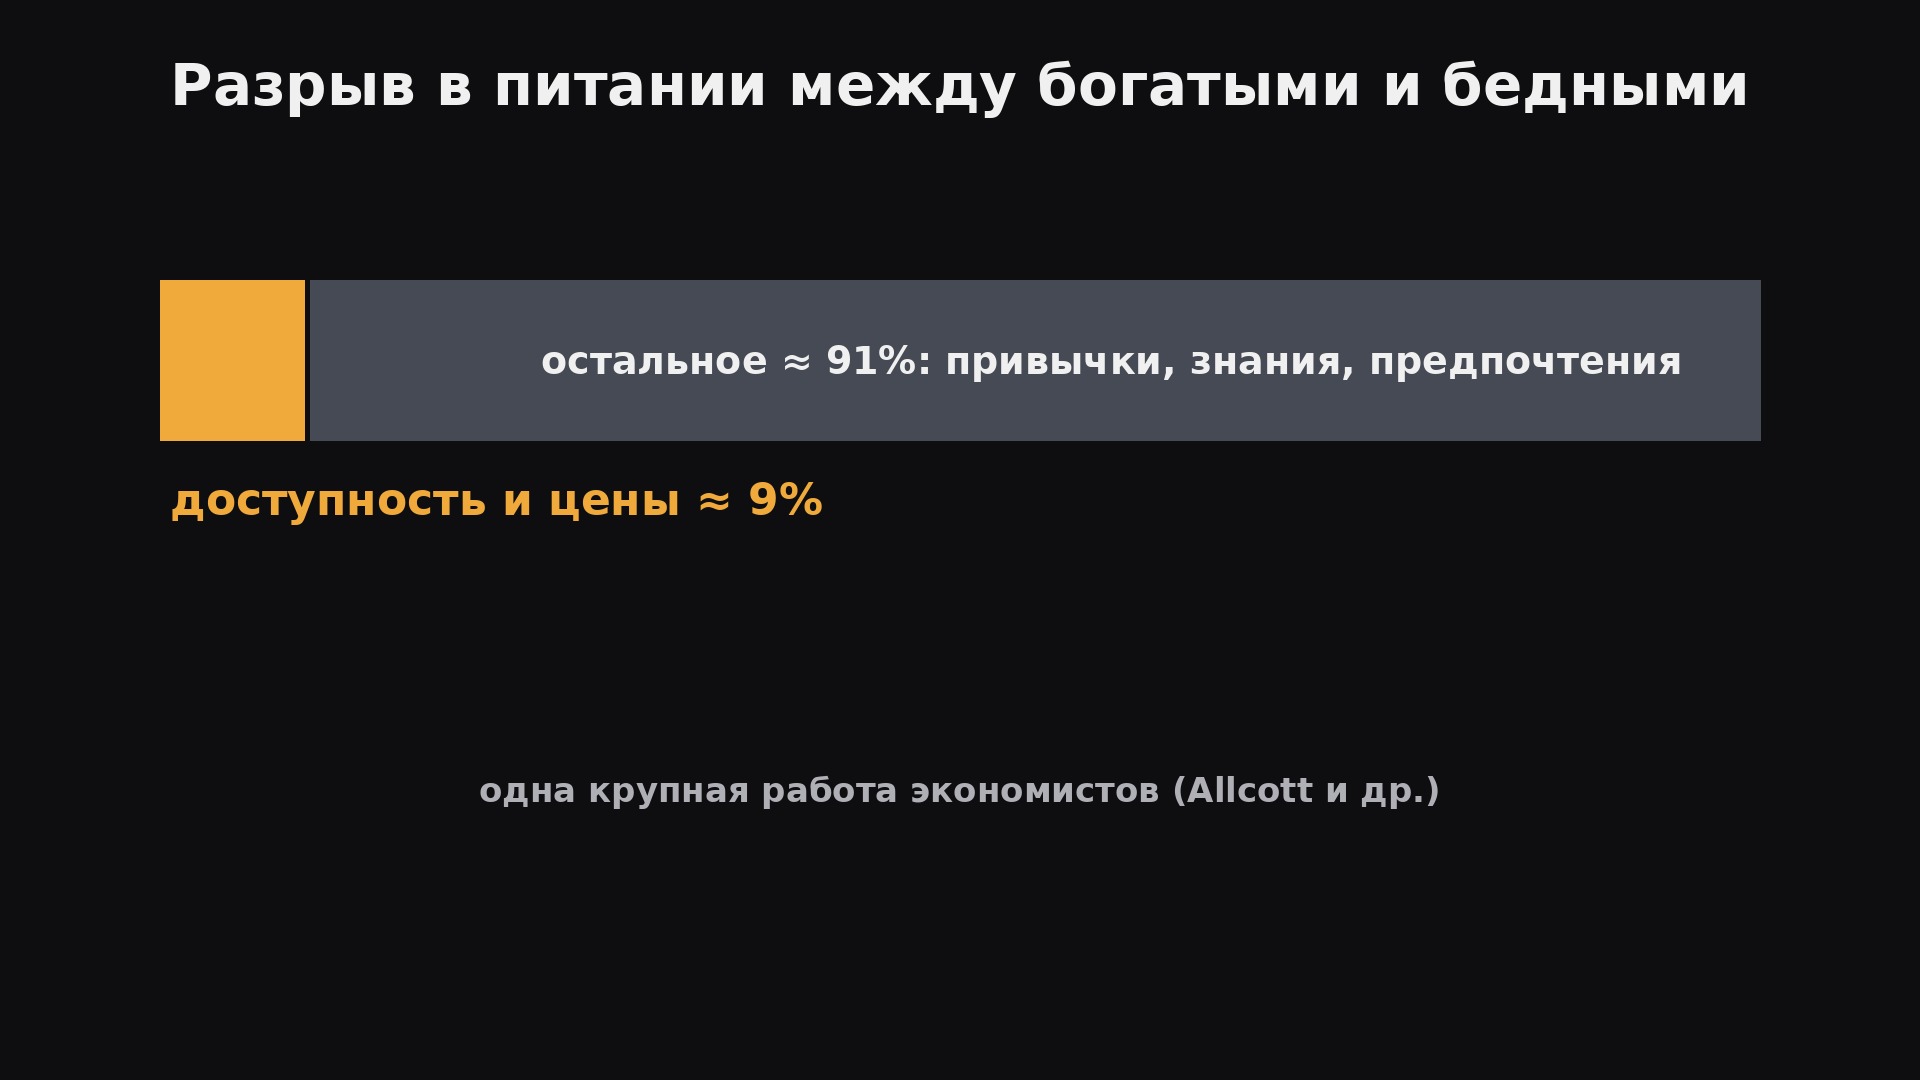 Разрыв в питании между богатыми и бедными
остальное ≈ 91%: привычки, знания, предпочтения
доступность и цены ≈ 9%
одна крупная работа экономистов (Allcott и др.)